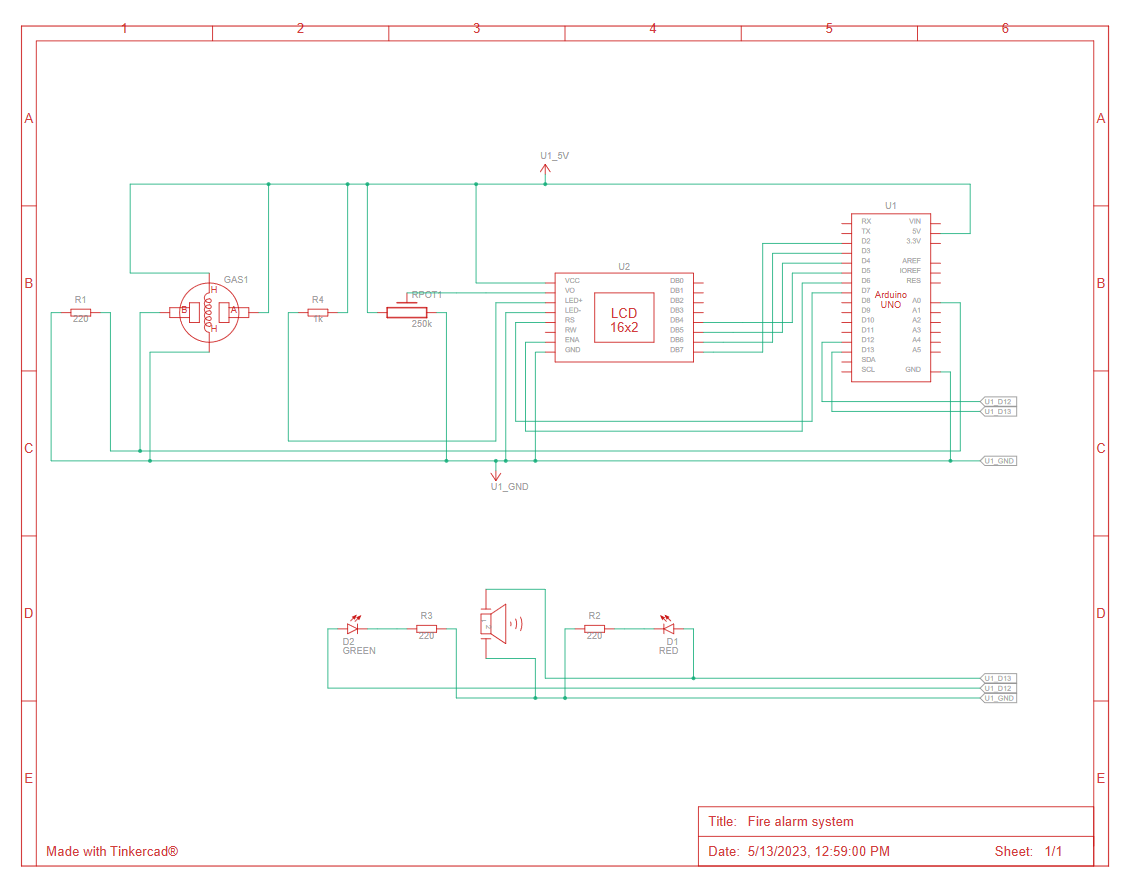 1 2 3 4 5 6
A A
U1_5V
U1
RX VIN
TX 5V
D2 3.3V
D3
D4 AREF
D5 IOREF
D6 RES
D7
D8 A0
D9 A1
D10 A2
D11 A3
D12 A4
D13 A5
SDA
SCL GND
Arduino
UNO
B B
GAS1
H
B A
H
R1
220
R4
1k
RPOT1
250k
U2
VCC DB0
VO DB1
LED+ DB2
LED- DB3
RS DB4
RW DB5
ENA DB6
GND DB7
LCD
16x2
U1_D12
U1_D13
C C
U1_GND
U1_GND
D D
D2
GREEN
R3
220
R2
220
D1
RED
U1_D13
U1_D12
U1_GND
E E
Title: Fire alarm system
Made with Tinkercad®
Date: 5/13/2023, 12:59:00 PM Sheet: 1/1